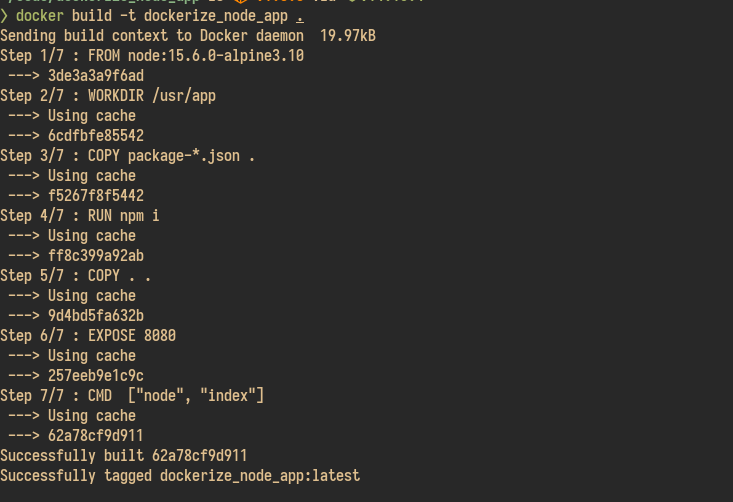 ❯ docker build -t dockerize_node_app .
Sending build context to Docker daemon  19.97kB
Step 1/7 : FROM node:15.6.0-alpine3.10
 ---> 3de3a3a9f6ad
Step 2/7 : WORKDIR /usr/app
 ---> Using cache
 ---> 6cdfbfe85542
Step 3/7 : COPY package-*.json .
 ---> Using cache
 ---> f5267f8f5442
Step 4/7 : RUN npm i
 ---> Using cache
 ---> ff8c399a92ab
Step 5/7 : COPY . .
 ---> Using cache
 ---> 9d4bd5fa632b
Step 6/7 : EXPOSE 8080
 ---> Using cache
 ---> 257eeb9e1c9c
Step 7/7 : CMD  ["node", "index"]
 ---> Using cache
 ---> 62a78cf9d911
Successfully built 62a78cf9d911
Successfully tagged dockerize_node_app:latest